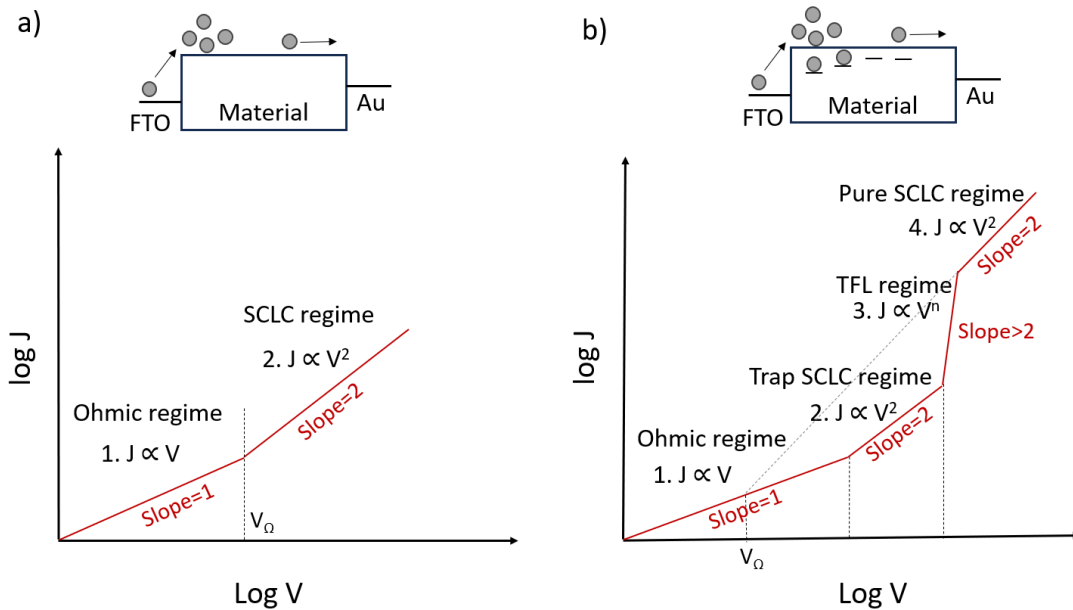 a)
FTO
Material
Au
log J
SCLC regime
2. J ∝ V²
Slope=2
Ohmic regime
1. J ∝ V
Slope=1
V_Ω
Log V
b)
FTO
Material
Au
log J
Pure SCLC regime
4. J ∝ V²
Slope=2
TFL regime
3. J ∝ Vⁿ
Slope>2
Trap SCLC regime
2. J ∝ V²
Slope=2
Ohmic regime
1. J ∝ V
Slope=1
V_Ω
Log V